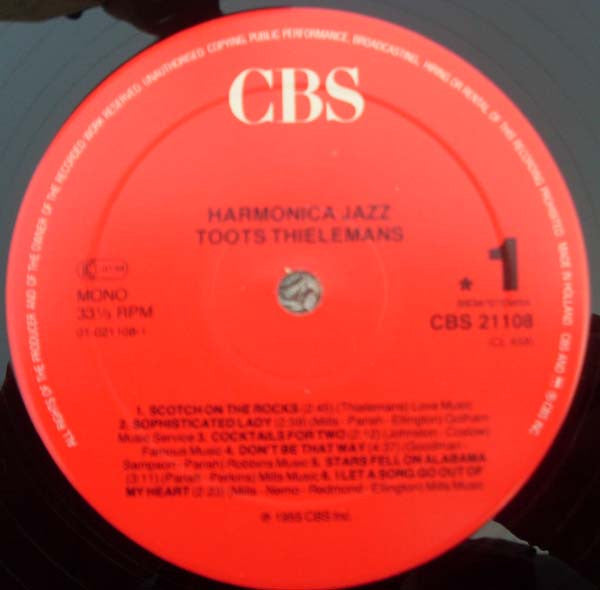 ALL RIGHTS OF THE PRODUCER AND OF THE OWNER OF THE RECORDED WORK RESERVED. UNAUTHORISED COPYING, PUBLIC PERFORMANCE, BROADCASTING, HIRING OR RENTAL OF THIS RECORDING PROHIBITED. MADE IN HOLLAND
CBS
HARMONICA JAZZ
TOOTS THIELEMANS
1
MONO
33⅓ RPM
01-021108-1
*
CBS 21108
1. SCOTCH ON THE ROCKS (2:45) (Thielemans) Love Music
2. SOPHISTICATED LADY (2:59) (Mills - Parish - Ellington) Gotham
Music Service 3. COCKTAILS FOR TWO (2:12) (Johnston - Coslow)
Famous Music 4. DON'T BE THAT WAY (4:37) (Goodman -
Sampson - Parish) Robbins Music 5. STARS FELL ON ALABAMA
(3:11) (Parish - Perkins) Mills Music 6. I LET A SONG GO OUT OF
MY HEART (2:23) (Mills - Nemo - Redmond - Ellington) Mills Music
℗ 1955 CBS Inc.